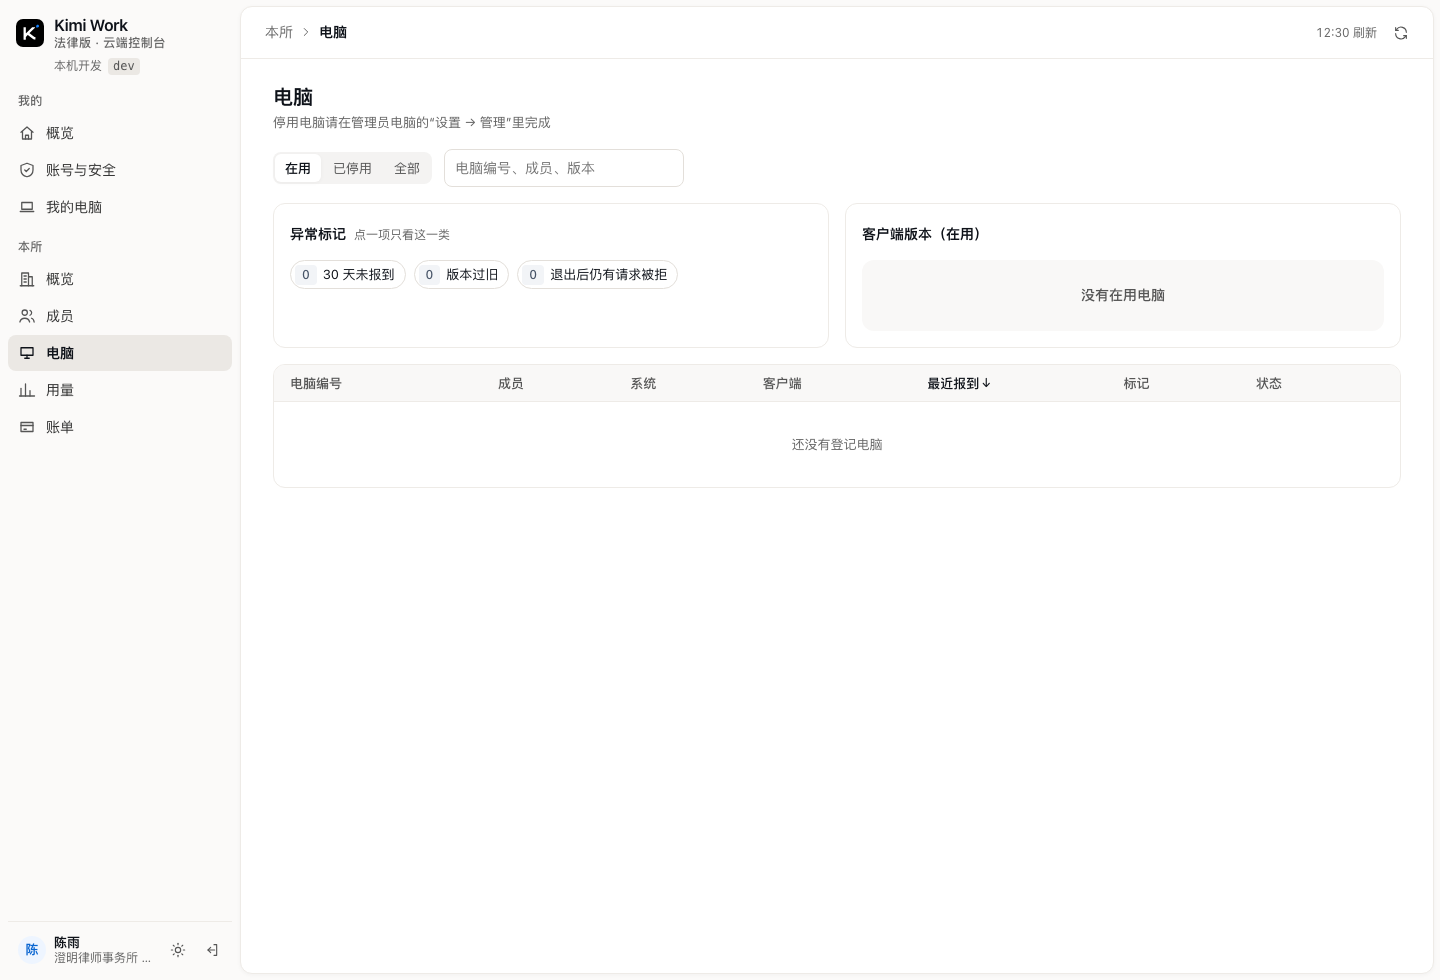 Kimi Work
法律版 · 云端控制台
本机开发 dev
我的
概览
账号与安全
我的电脑
本所
概览
成员
电脑
用量
账单
陈
陈雨
澄明律师事务所 ...
本所 > 电脑
12:30 刷新
电脑
停用电脑请在管理员电脑的“设置 → 管理”里完成
在用 已停用 全部
电脑编号、成员、版本
异常标记 点一项只看这一类
0 30 天未报到
0 版本过旧
0 退出后仍有请求被拒
客户端版本（在用）
没有在用电脑
电脑编号 成员 系统 客户端 最近报到↓ 标记 状态
还没有登记电脑